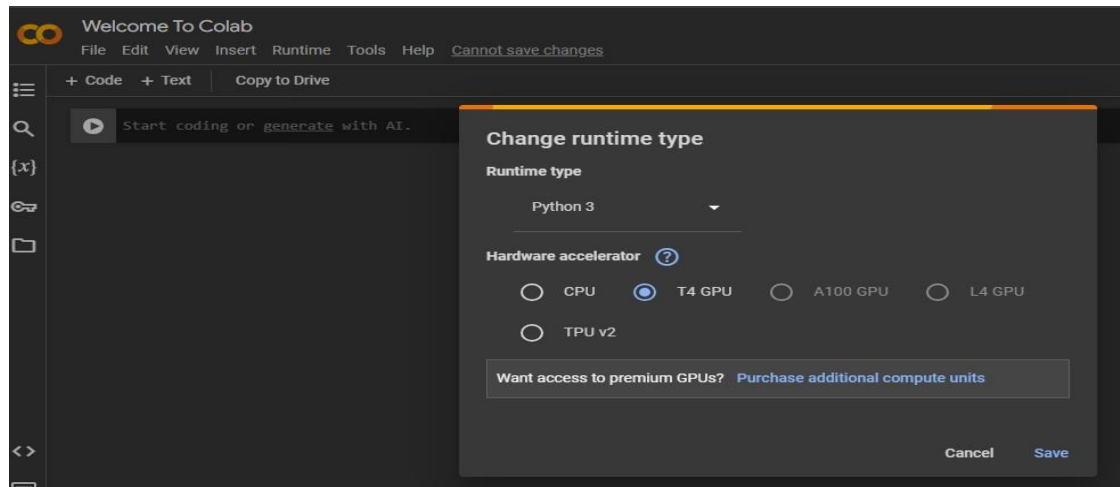 Welcome To Colab
File Edit View Insert Runtime Tools Help Cannot save changes
+ Code + Text Copy to Drive
Start coding or generate with AI.
{x}
Change runtime type
Runtime type
Python 3
Hardware accelerator ?
CPU T4 GPU A100 GPU L4 GPU
TPU v2
Want access to premium GPUs? Purchase additional compute units
Cancel Save